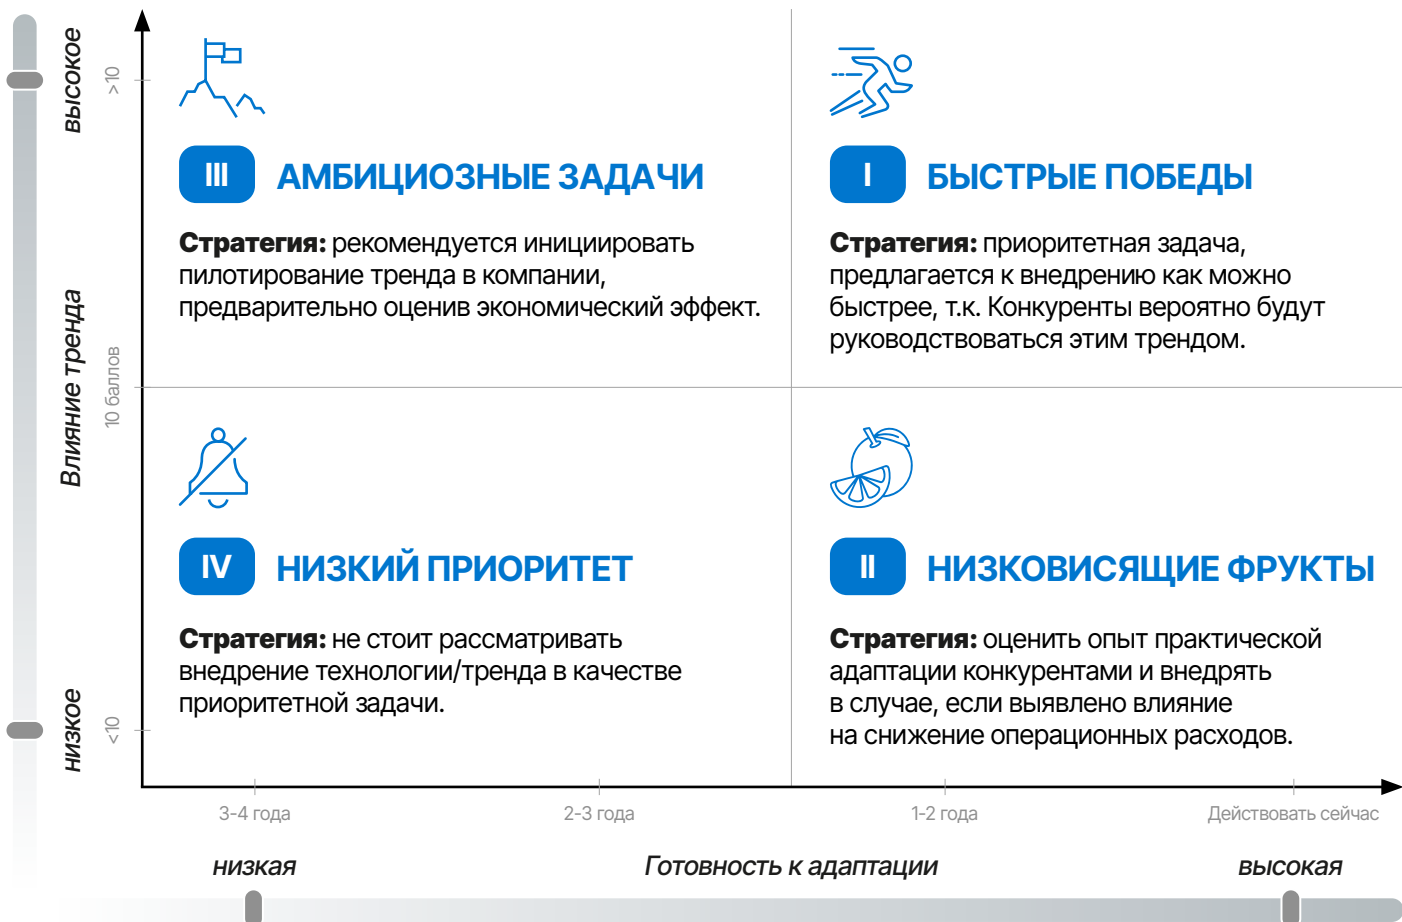 высокое
>10
III
АМБИЦИОЗНЫЕ ЗАДАЧИ
Стратегия: рекомендуется инициировать
пилотирование тренда в компании,
предварительно оценив экономический эффект.
I
БЫСТРЫЕ ПОБЕДЫ
Стратегия: приоритетная задача,
предлагается к внедрению как можно
быстрее, т.к. Конкуренты вероятно будут
руководствоваться этим трендом.
Влияние тренда
10 баллов
IV
НИЗКИЙ ПРИОРИТЕТ
Стратегия: не стоит рассматривать
внедрение технологии/тренда в качестве
приоритетной задачи.
II
НИЗКОВИСЯЩИЕ ФРУКТЫ
Стратегия: оценить опыт практической
адаптации конкурентами и внедрять
в случае, если выявлено влияние
на снижение операционных расходов.
низкое
<10
3-4 года
2-3 года
1-2 года
Действовать сейчас
низкая
Готовность к адаптации
высокая